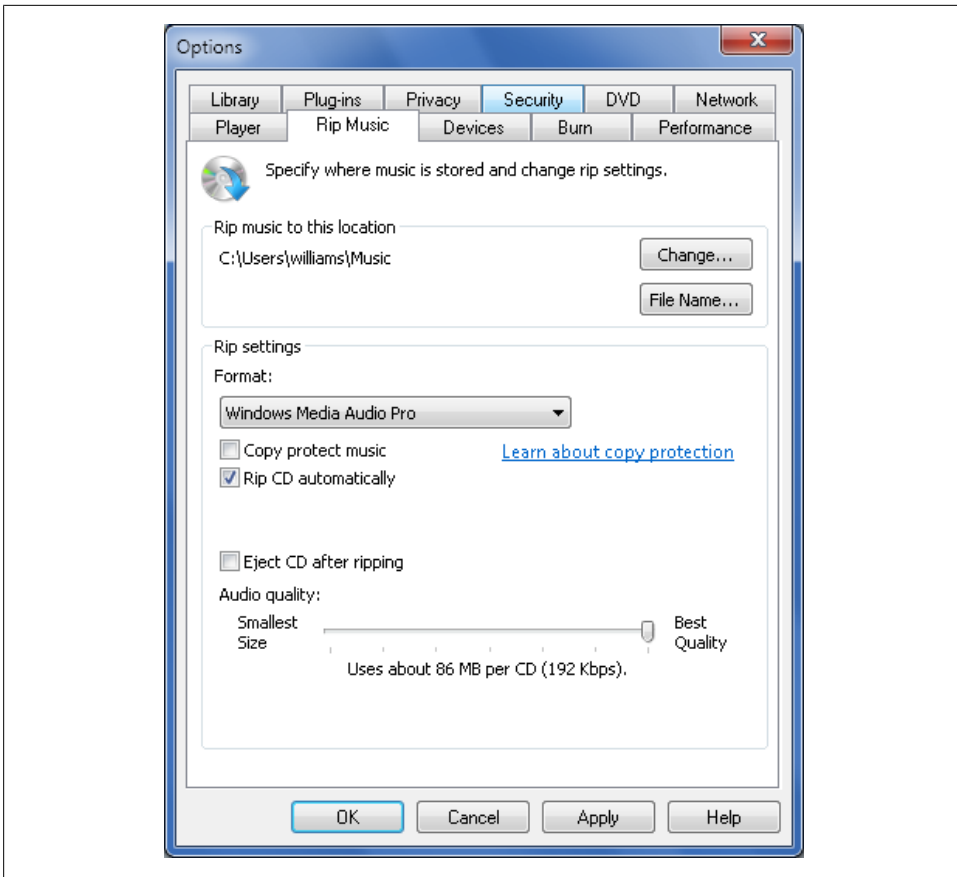 Options
Library Plug-ins Privacy Security DVD Network
Player Rip Music Devices Burn Performance
Specify where music is stored and change rip settings.
Rip music to this location
C:\Users\williams\Music
Change...
File Name...
Rip settings
Format:
Windows Media Audio Pro
Copy protect music Learn about copy protection
Rip CD automatically
Eject CD after ripping
Audio quality:
Smallest Best
Size Quality
Uses about 86 MB per CD (192 Kbps).
OK Cancel Apply Help